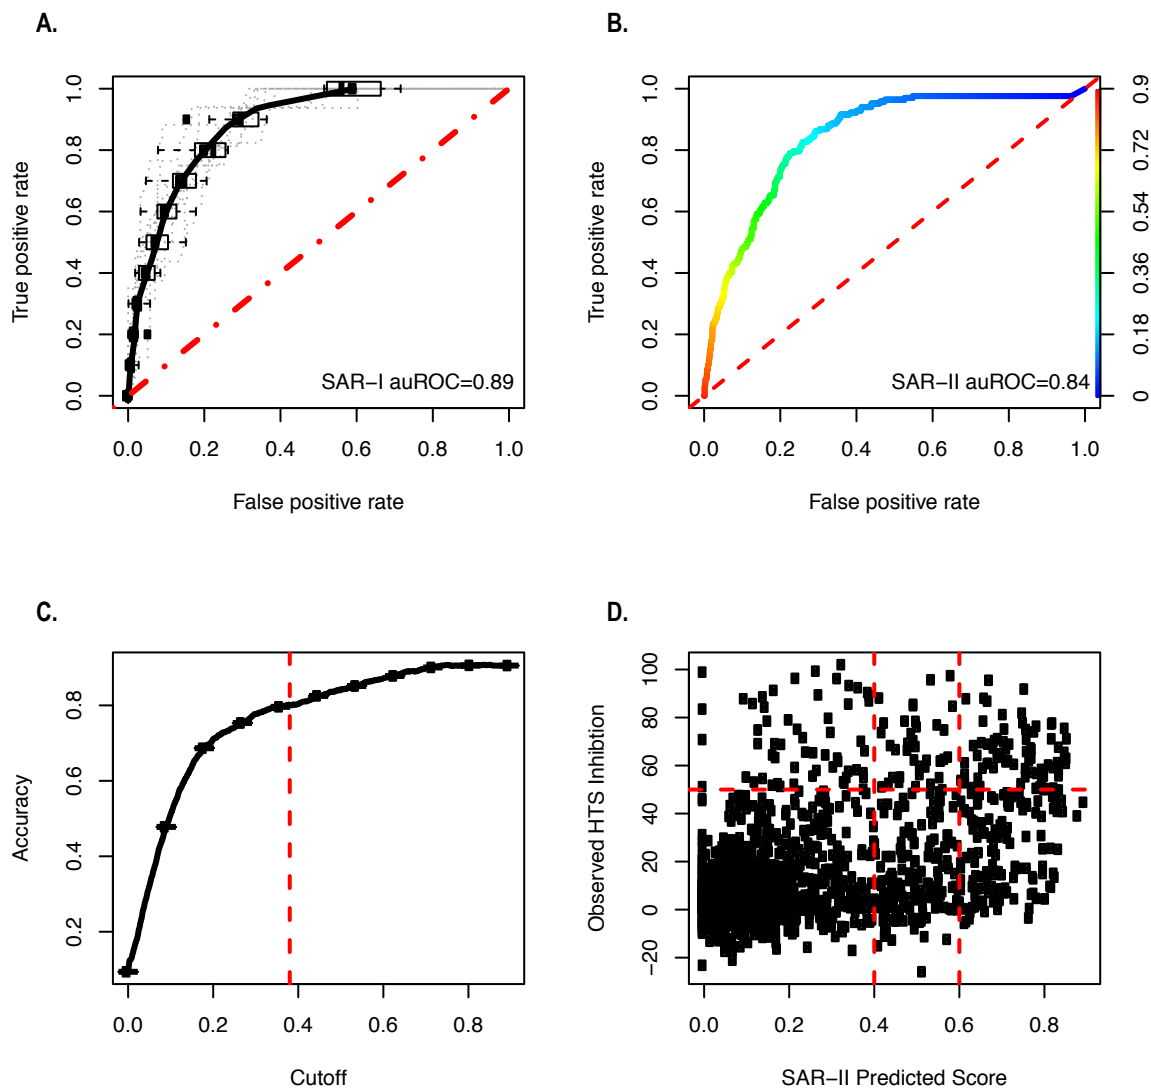 A.
True positive rate
0.0 0.2 0.4 0.6 0.8 1.0
SAR−I auROC=0.89
0.0 0.2 0.4 0.6 0.8 1.0
False positive rate
B.
True positive rate
0.0 0.2 0.4 0.6 0.8 1.0
SAR−II auROC=0.84
0 0.18 0.36 0.54 0.72 0.9
0.0 0.2 0.4 0.6 0.8 1.0
False positive rate
C.
Accuracy
0.2 0.4 0.6 0.8
0.0 0.2 0.4 0.6 0.8
Cutoff
D.
Observed HTS Inhibtion
−20 0 20 40 60 80 100
0.0 0.2 0.4 0.6 0.8
SAR−II Predicted Score